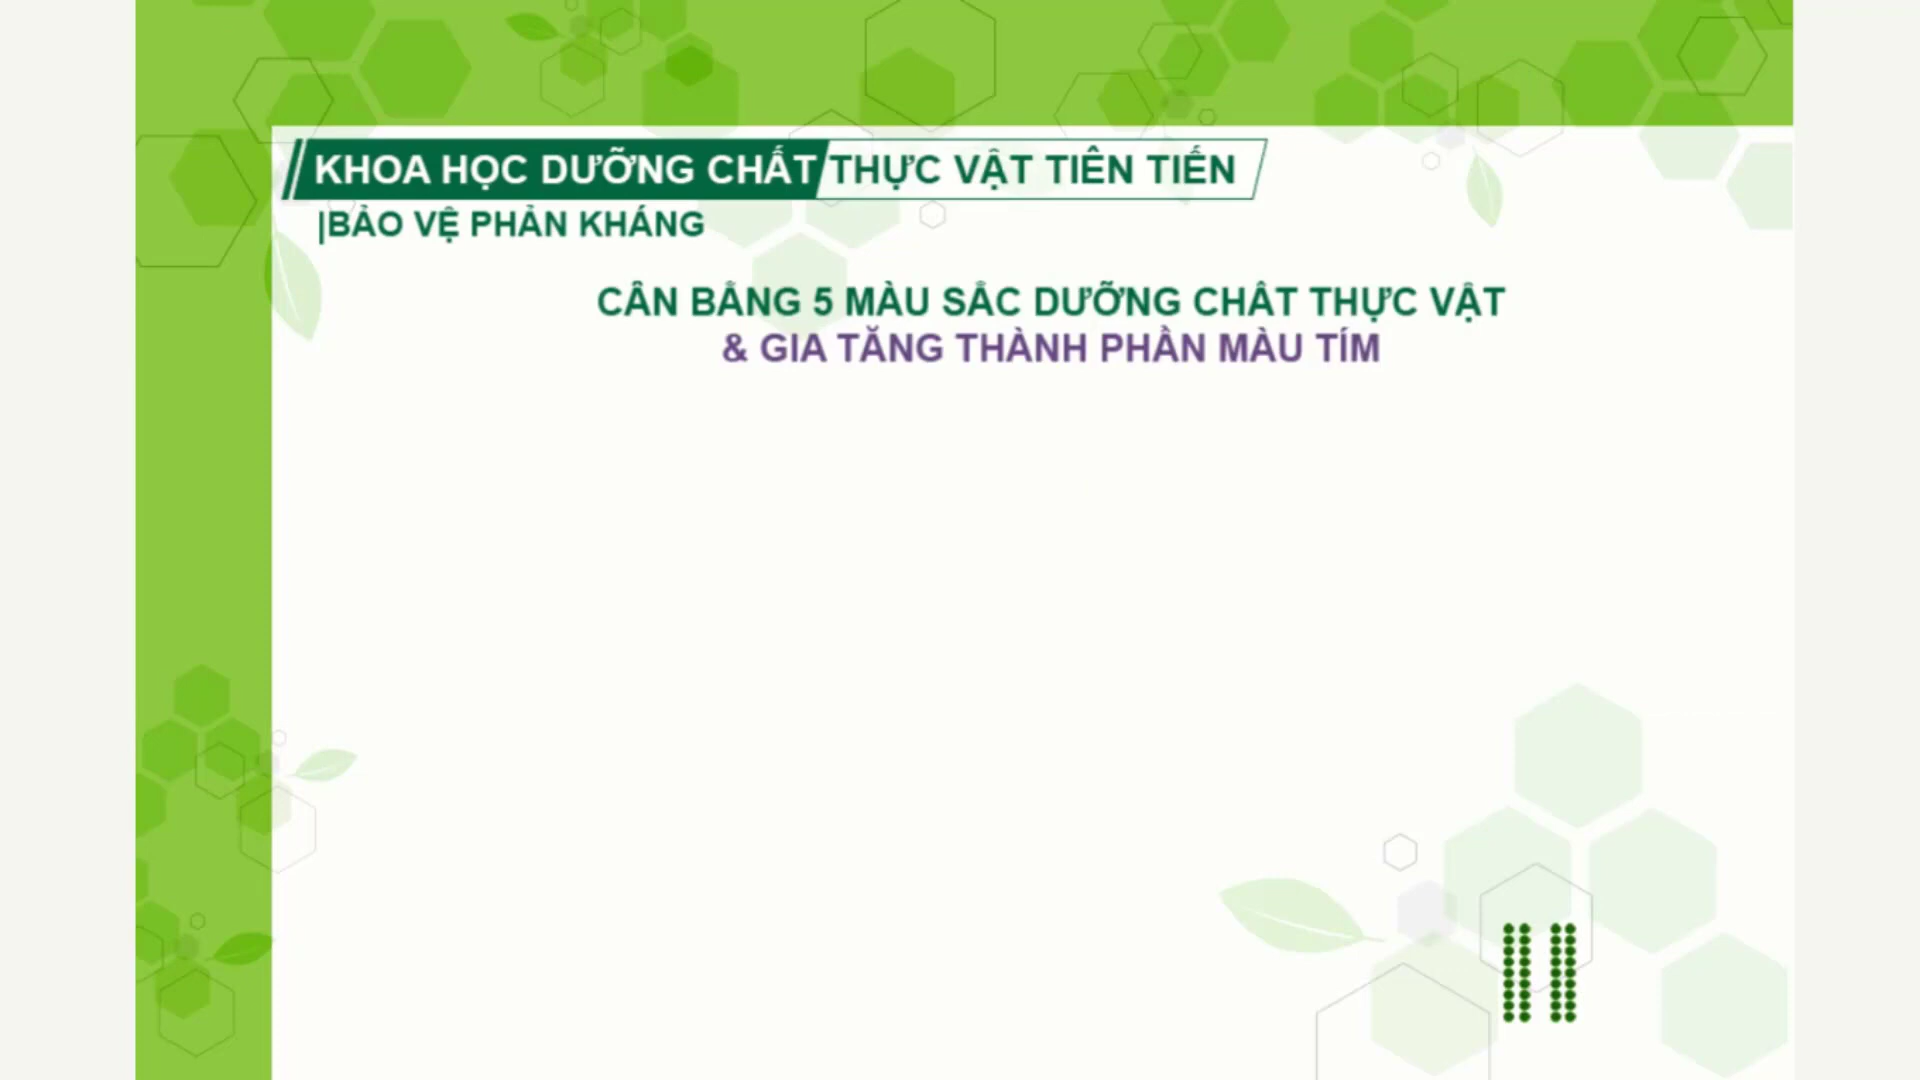 KHOA HỌC DƯỠNG CHẤT THỰC VẬT TIÊN TIẾN
|BẢO VỆ PHẢN KHÁNG
CÂN BẰNG 5 MÀU SẮC DƯỠNG CHẤT THỰC VẬT
& GIA TĂNG THÀNH PHẦN MÀU TÍM